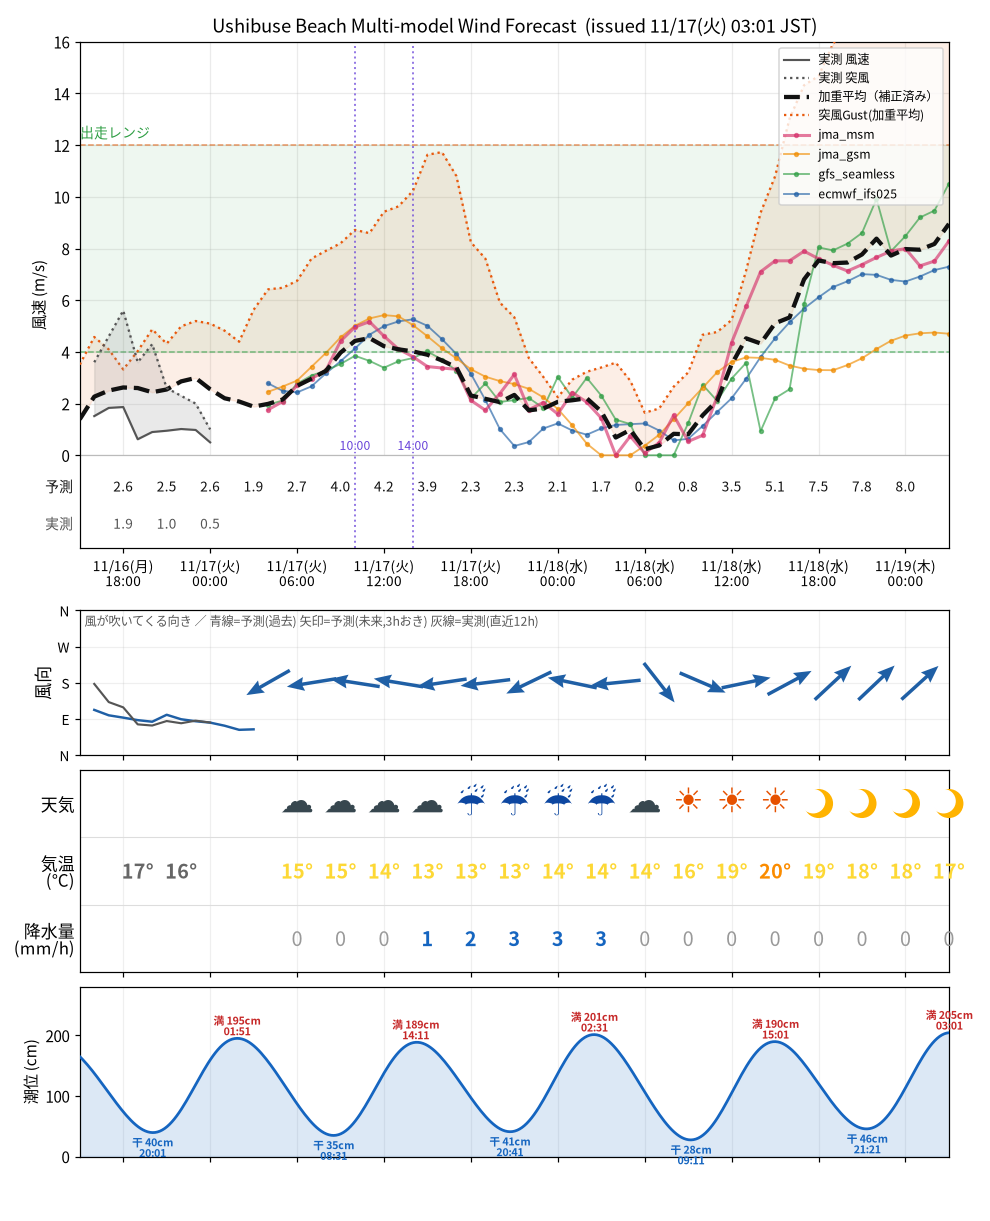 Ushibuse Beach Multi-model Wind Forecast (issued 11/17(火) 03:01 JST)
16
14
12
10
8
6
4
2
0
風速 (m/s)
出走レンジ
実測 風速
実測 突風
加重平均（補正済み）
突風Gust(加重平均)
jma_msm
jma_gsm
gfs_seamless
ecmwf_ifs025
10:00 14:00
予測 2.6 2.5 2.6 1.9 2.7 4.0 4.2 3.9 2.3 2.3 2.1 1.7 0.2 0.8 3.5 5.1 7.5 7.8 8.0
実測 1.9 1.0 0.5
11/16(月) 11/17(火) 11/17(火) 11/17(火) 11/17(火) 11/18(水) 11/18(水) 11/18(水) 11/18(水) 11/19(木)
18:00 00:00 06:00 12:00 18:00 00:00 06:00 12:00 18:00 00:00
風向
N
W
S
E
N
風が吹いてくる向き ／ 青線=予測(過去) 矢印=予測(未来,3hおき) 灰線=実測(直近12h)
天気
気温
(°C)
17° 16° 15° 15° 14° 13° 13° 13° 14° 14° 14° 16° 19° 20° 19° 18° 18° 17°
降水量
(mm/h)
0 0 0 1 2 3 3 3 0 0 0 0 0 0 0 0
潮位 (cm)
200
100
0
満 195cm
01:51
満 189cm
14:11
満 201cm
02:31
満 190cm
15:01
満 205cm
03:01
干 40cm
20:01
干 35cm
08:31
干 41cm
20:41
干 28cm
09:11
干 46cm
21:21